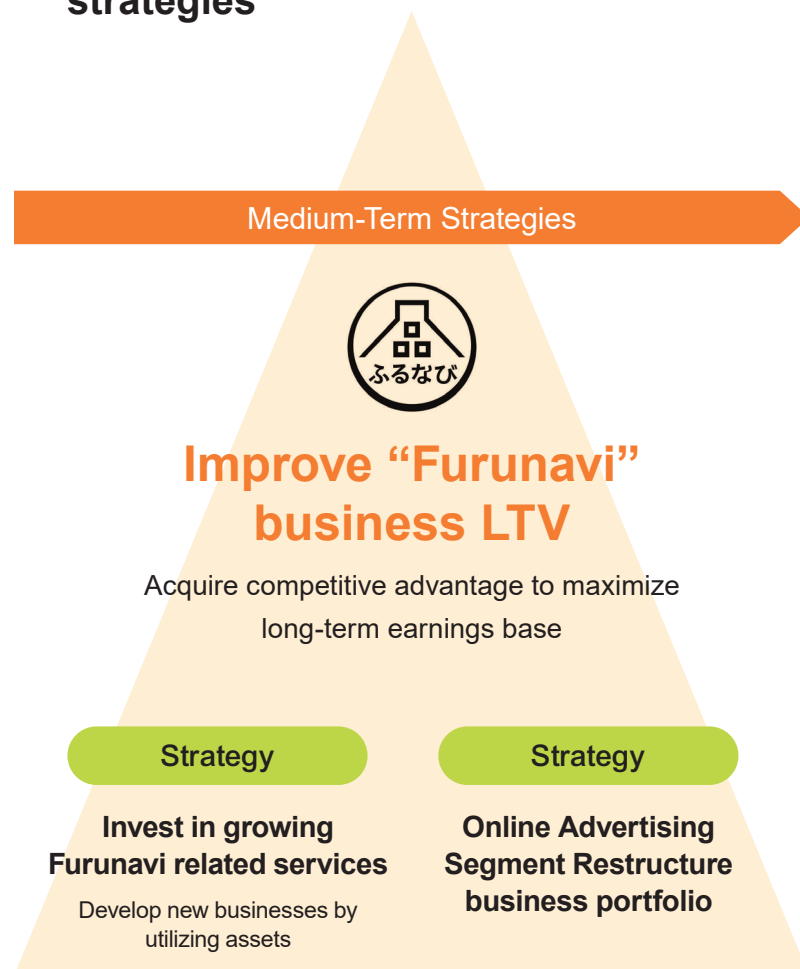 strategies
Medium-Term Strategies
ふるなび
Improve “Furunavi”
business LTV
Acquire competitive advantage to maximize
long-term earnings base
Strategy
Invest in growing
Furunavi related services
Develop new businesses by
utilizing assets
Strategy
Online Advertising
Segment Restructure
business portfolio